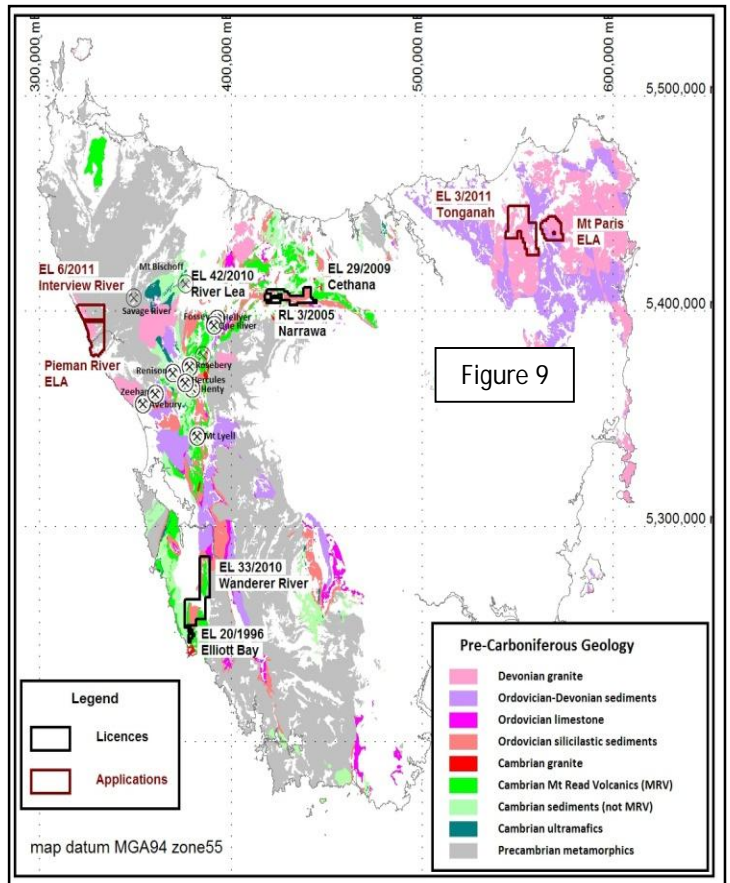 300,000 mE
400,000 mE
500,000 mE
600,000 mE
5,500,000 m
EL 3/2011
Tonganah
Mt Paris
ELA
EL 6/2011
Interview River
Mt Bischoff
EL 42/2010
River Lea
EL 29/2009
Cethana
Savage River
Fossey
Hellyer
Que River
RL 3/2005
Narrawa
5,400,000 m
Pieman River
ELA
Renison
Rosebery
Hercules
Henty
Zeehan
Avebury
Figure 9
Mt Lyell
5,300,000 m
EL 33/2010
Wanderer River
EL 20/1996
Elliott Bay
Legend
Licences
Applications
map datum MGA94 zone55
Pre-Carboniferous Geology
Devonian granite
Ordovician-Devonian sediments
Ordovician limestone
Ordovician silicilastic sediments
Cambrian granite
Cambrian Mt Read Volcanics (MRV)
Cambrian sediments (not MRV)
Cambrian ultramafics
Precambrian metamorphics